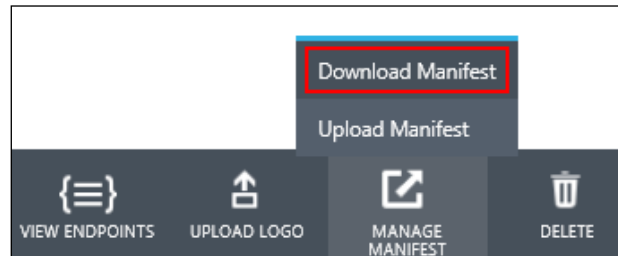 Download Manifest
Upload Manifest
VIEW ENDPOINTS
UPLOAD LOGO
MANAGE
MANIFEST
DELETE